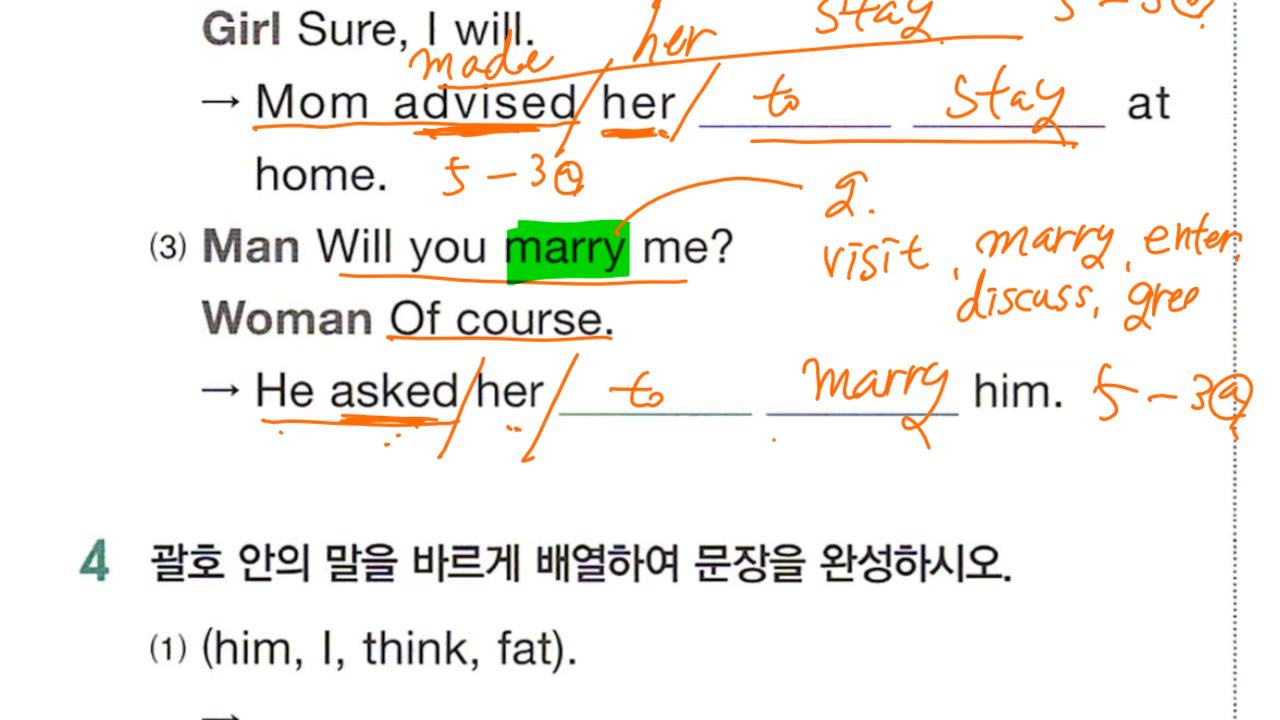 Girl Sure, I will.
made her stay 5-3ⓑ
→ Mom advised her to stay at
home. 5-3ⓐ
(3) Man Will you marry me?
visit, marry, enter,
Woman Of course.
discuss, gree
→ He asked her to marry him. 5-3ⓐ
4 괄호 안의 말을 바르게 배열하여 문장을 완성하시오.
(1) (him, I, think, fat).
→